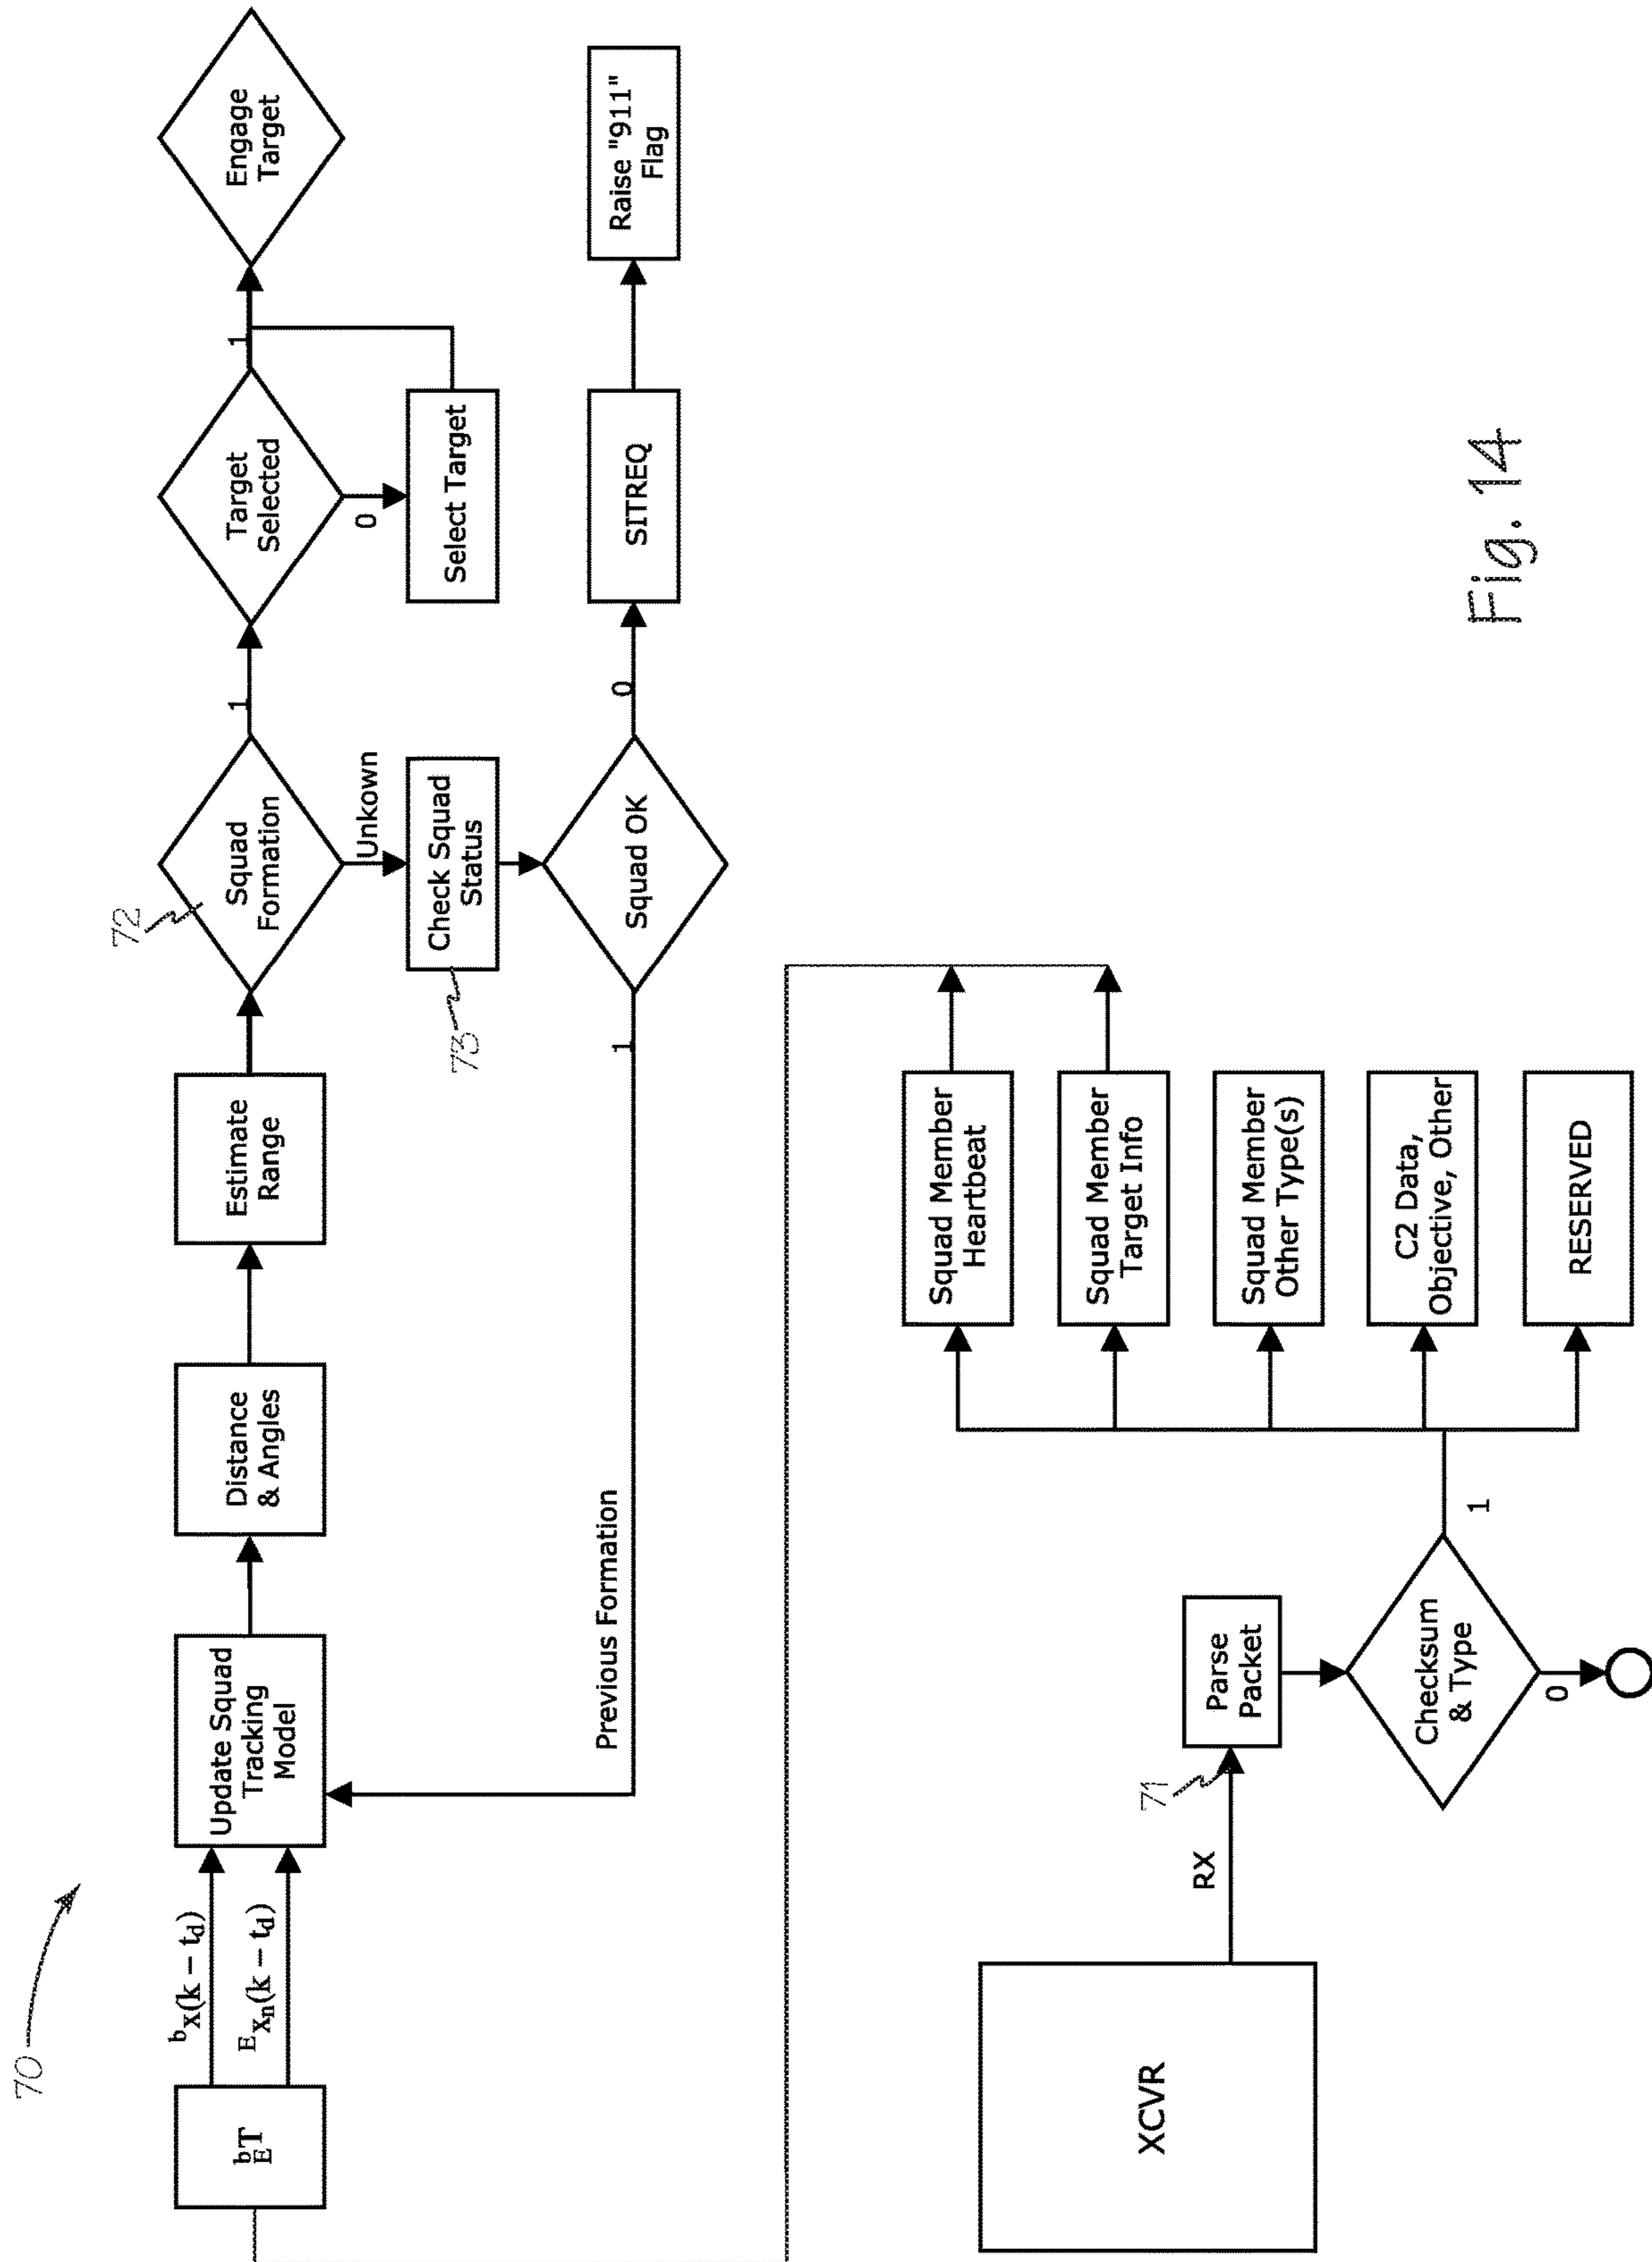 70
b
E T
bX(k – td)
EXn(k – td)
Update Squad
Tracking
Model
Distance
& Angles
Estimate
Range
72
Squad
Formation
1
Target
Selected
1
Engage
Target
0
Select Target
Unkown
73
Check Squad
Status
Squad OK
1
Previous Formation
0
SITREQ
Raise "911"
Flag
XCVR
RX
71
Parse
Packet
Checksum
& Type
0
1
Squad Member
Heartbeat
Squad Member
Target Info
Squad Member
Other Type(s)
C2 Data,
Objective, Other
RESERVED
Fig. 14